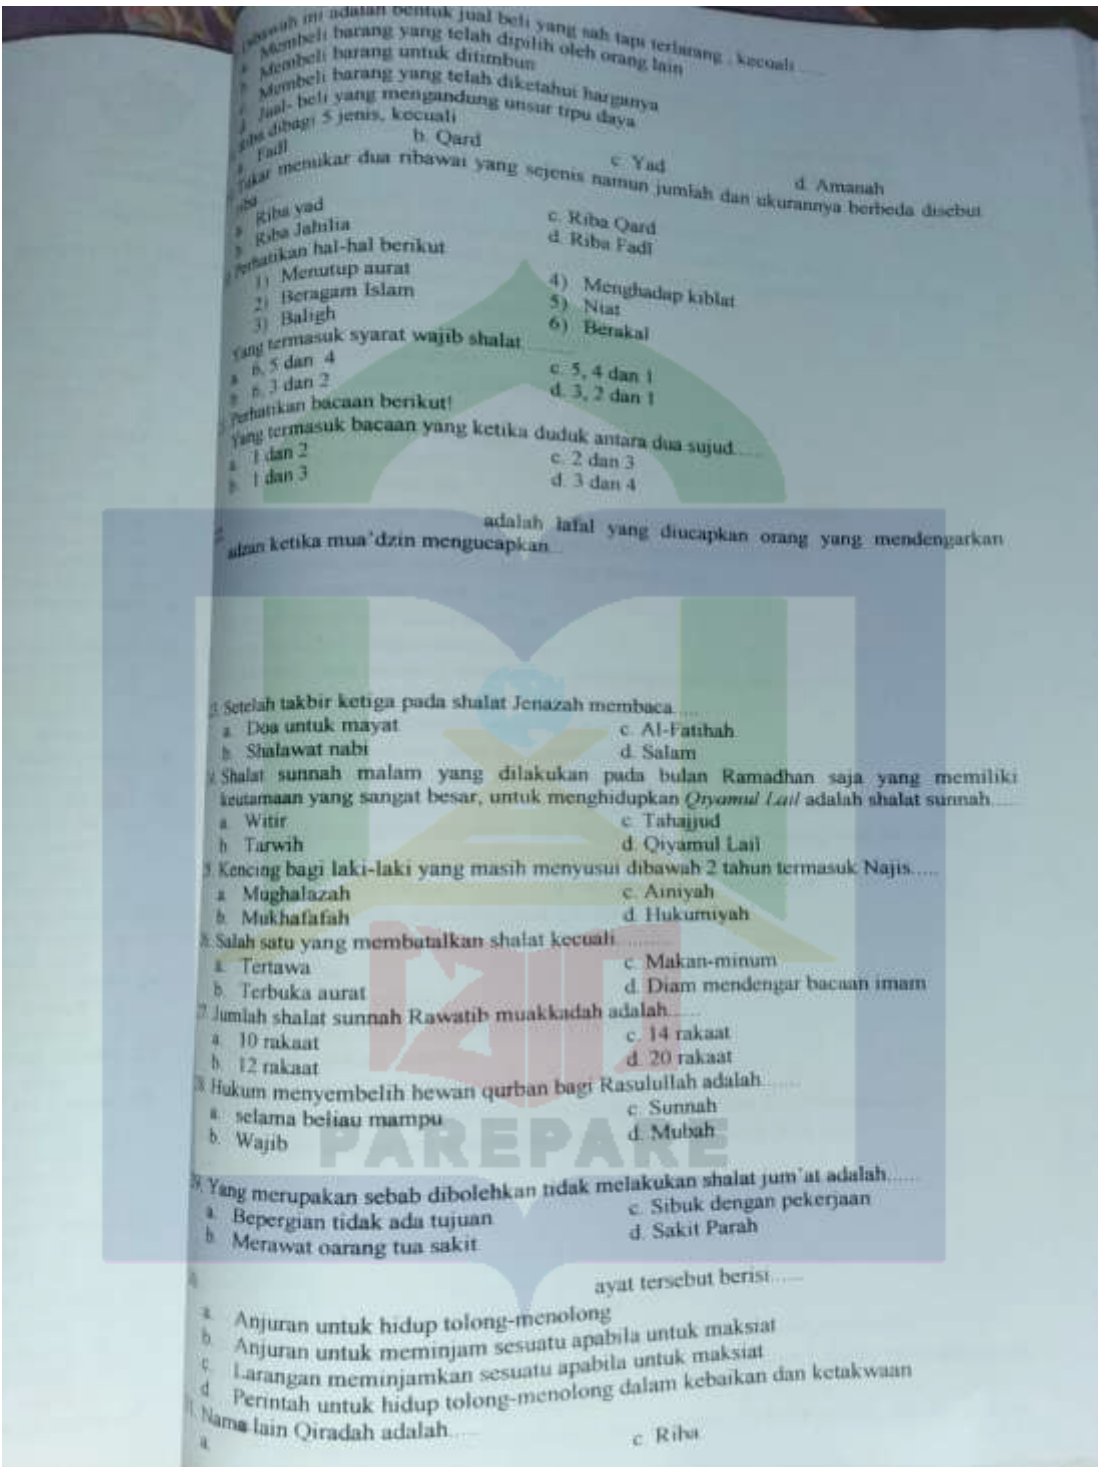 ini adalah bentuk jual beli yang sah tapi terlarang , kecuali......
Membeli barang yang telah dipilih oleh orang lain
Membeli barang untuk ditimbun
Membeli barang yang telah diketahui harganya
Jual- beli yang mengandung unsur tipu daya
dibagi 5 jenis, kecuali
Fadl b. Qard c. Yad d. Amanah
Tukar menukar dua ribawai yang sejenis namun jumlah dan ukurannya berbeda disebut
a. Riba yad c. Riba Qard
b. Riba Jahilia d. Riba Fadl
Perhatikan hal-hal berikut
1) Menutup aurat 4) Menghadap kiblat
2) Beragam Islam 5) Niat
3) Baligh 6) Berakal
Yang termasuk syarat wajib shalat
a. 6, 5 dan 4 c. 5, 4 dan 1
b. 6, 3 dan 2 d. 3, 2 dan 1
Perhatikan bacaan berikut!
Yang termasuk bacaan yang ketika duduk antara dua sujud.....
a. 1 dan 2 c. 2 dan 3
b. 1 dan 3 d. 3 dan 4
adalah lafal yang diucapkan orang yang mendengarkan
adzan ketika mua'dzin mengucapkan...
Setelah takbir ketiga pada shalat Jenazah membaca.....
a. Doa untuk mayat c. Al-Fatihah
b. Shalawat nabi d. Salam
Shalat sunnah malam yang dilakukan pada bulan Ramadhan saja yang memiliki
keutamaan yang sangat besar, untuk menghidupkan Qiyamul Lail adalah shalat sunnah.....
a. Witir c. Tahajjud
b. Tarwih d. Qiyamul Lail
Kencing bagi laki-laki yang masih menyusui dibawah 2 tahun termasuk Najis.....
a. Mughalazah c. Ainiyah
b. Mukhafafah d. Hukumiyah
Salah satu yang membatalkan shalat kecuali..........
a. Tertawa c. Makan-minum
b. Terbuka aurat d. Diam mendengar bacaan imam
Jumlah shalat sunnah Rawatib muakkadah adalah......
a. 10 rakaat c. 14 rakaat
b. 12 rakaat d. 20 rakaat
Hukum menyembelih hewan qurban bagi Rasulullah adalah.......
a. selama beliau mampu c. Sunnah
b. Wajib d. Mubah
PAREPARE
29. Yang merupakan sebab dibolehkan tidak melakukan shalat jum'at adalah......
a. Bepergian tidak ada tujuan c. Sibuk dengan pekerjaan
b. Merawat oarang tua sakit d. Sakit Parah
ayat tersebut berisi......
a. Anjuran untuk hidup tolong-menolong
b. Anjuran untuk meminjam sesuatu apabila untuk maksiat
c. Larangan meminjamkan sesuatu apabila untuk maksiat
d. Perintah untuk hidup tolong-menolong dalam kebaikan dan ketakwaan
Nama lain Qiradah adalah.....
a. c. Riba